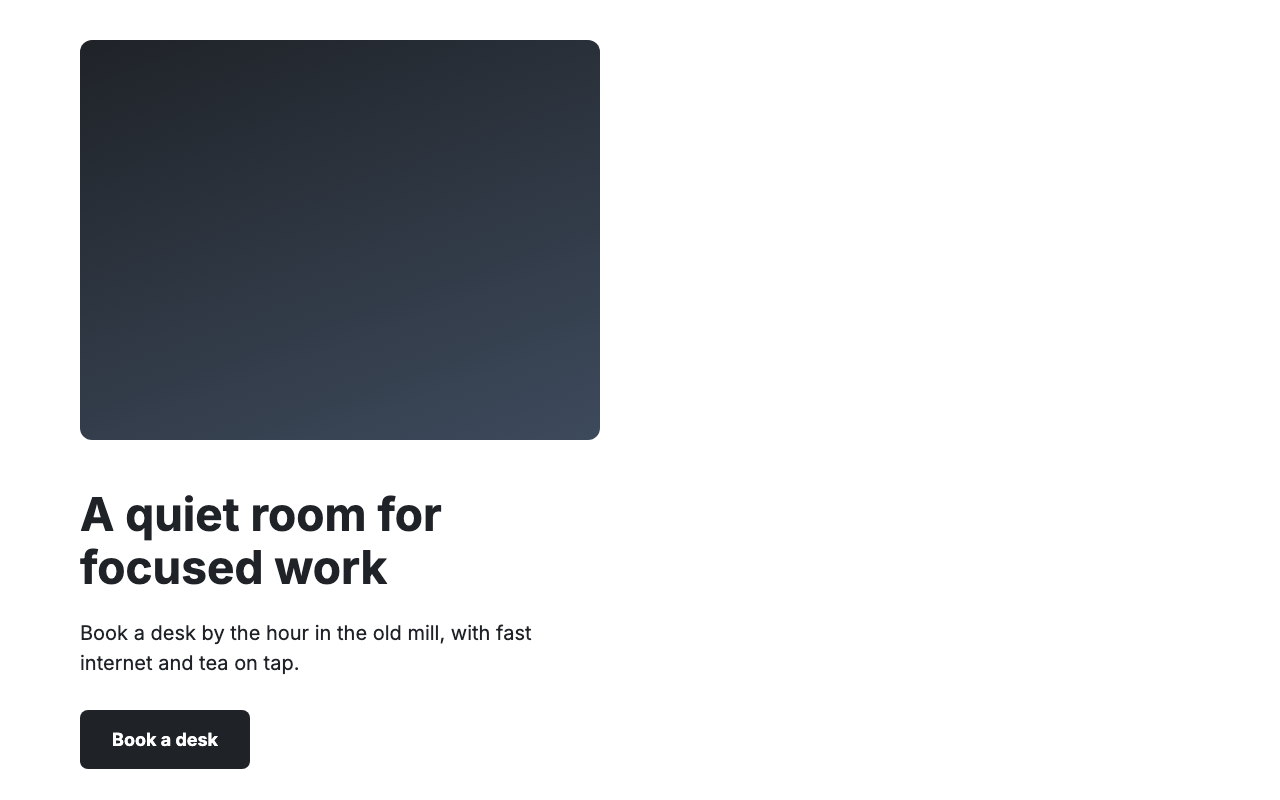 A quiet room for
focused work
Book a desk by the hour in the old mill, with fast
internet and tea on tap.
Book a desk